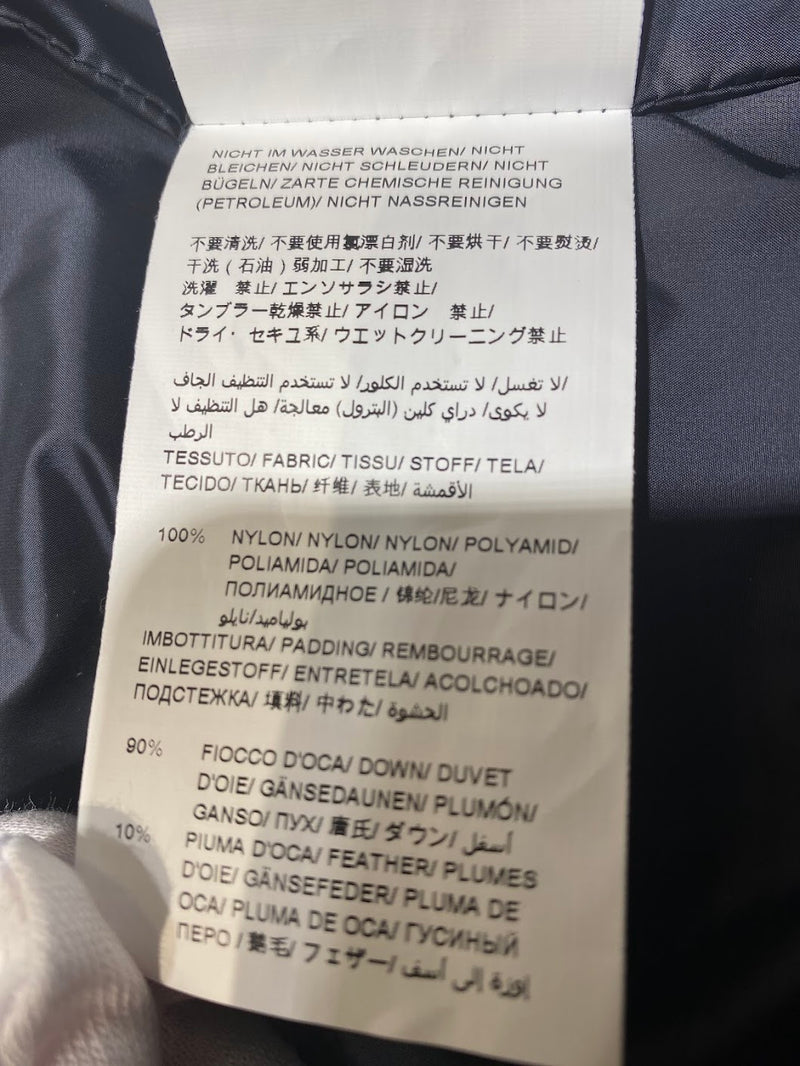 NICHT IM WASSER WASCHEN/ NICHT
BLEICHEN/ NICHT SCHLEUDERN/ NICHT
BÜGELN/ ZARTE CHEMISCHE REINIGUNG
(PETROLEUM)/ NICHT NASSREINIGEN
不要清洗/ 不要使用氯漂白剂/ 不要烘干/ 不要熨烫/
干洗（石油）弱加工/ 不要湿洗
洗濯 禁止/ エンソサラシ禁止/
タンブラー乾燥禁止/ アイロン 禁止/
ドライ・セキユ系/ ウエットクリーニング禁止
لا تغسل/ لا تستخدم الكلور/ لا تستخدم التنظيف الجاف/
لا يكوى/ دراي كلين (البترول) معالجة/ هل التنظيف لا
الرطب
TESSUTO/ FABRIC/ TISSU/ STOFF/ TELA/
TECIDO/ ТКАНЬ/ 纤维/ 表地/ الأقمشة
100% NYLON/ NYLON/ NYLON/ POLYAMID/
POLIAMIDA/ POLIAMIDA/
ПОЛИАМИДНОЕ / 锦纶/尼龙/ ナイロン/
بولياميد/نايلو
IMBOTTITURA/ PADDING/ REMBOURRAGE/
EINLEGESTOFF/ ENTRETELA/ ACOLCHOADO/
ПОДСТЕЖКА/ 填料/ 中わた/ الحشوة
90% FIOCCO D'OCA/ DOWN/ DUVET
D'OIE/ GÄNSEDAUNEN/ PLUMÓN/
GANSO/ ПУХ/ 唐氏/ ダウン/ أسفل
10% PIUMA D'OCA/ FEATHER/ PLUMES
D'OIE/ GÄNSEFEDER/ PLUMA DE
OCA/ PLUMA DE OCA/ ГУСИНЫЙ
ПЕРО / 鵝毛/ フェザー/ إوزة إلى أسف